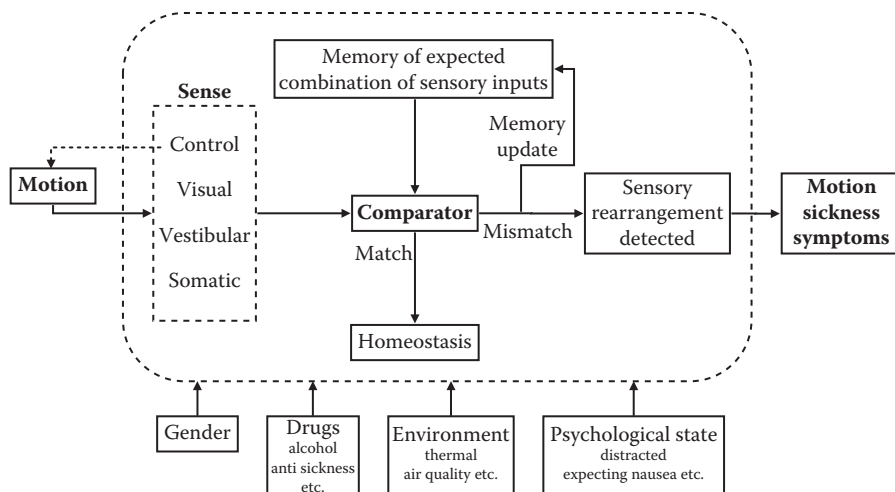 Memory of expected
combination of sensory inputs
Sense
Control
Visual
Vestibular
Somatic
Motion
Memory
update
Comparator
Match
Mismatch
Sensory
rearrangement
detected
Motion
sickness
symptoms
Homeostasis
Gender
Drugs
alcohol
anti sickness
etc.
Environment
thermal
air quality etc.
Psychological state
distracted
expecting nausea etc.